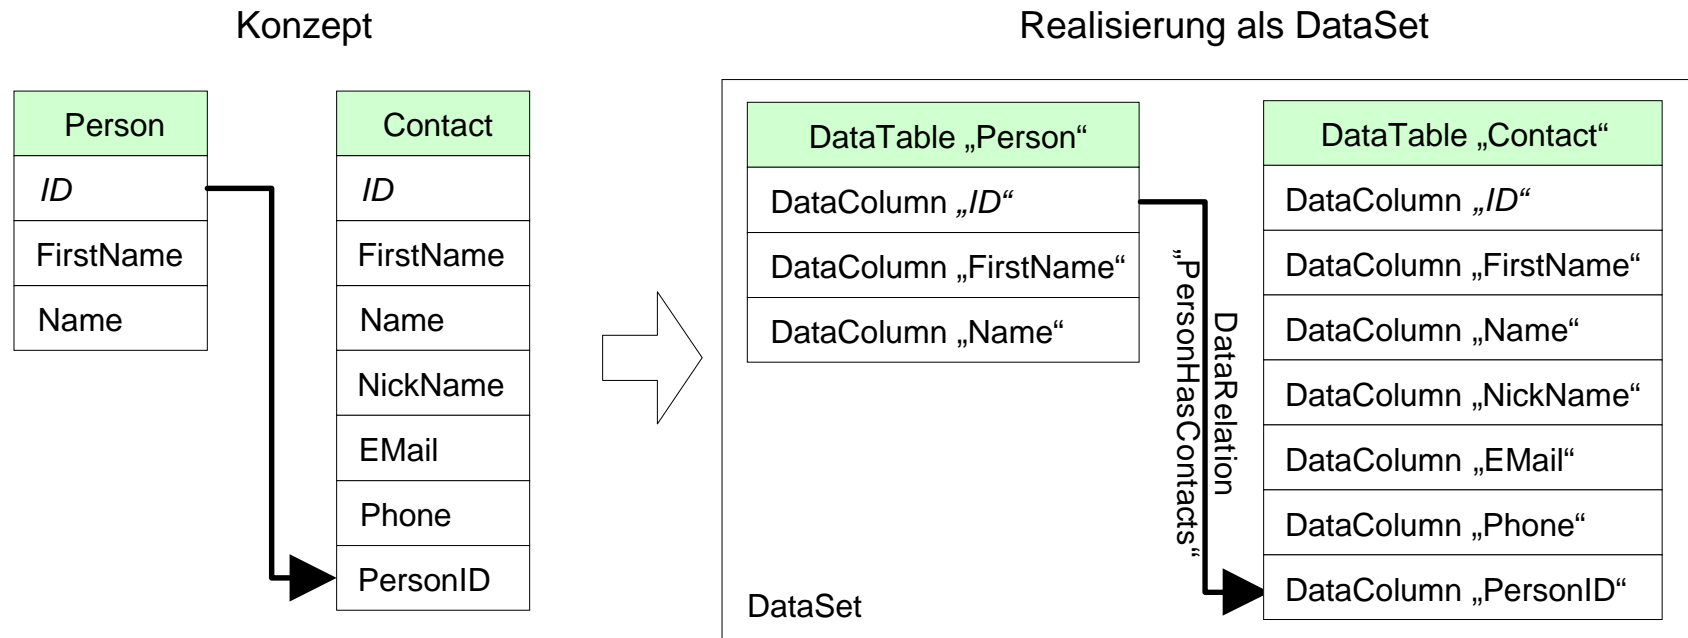 Konzept
Person
ID
FirstName
Name
Contact
ID
FirstName
Name
NickName
EMail
Phone
PersonID
Realisierung als DataSet
DataTable „Person“
DataColumn „ID“
DataColumn „FirstName“
DataColumn „Name“
DataRelation
„PersonHasContacts“
DataTable „Contact“
DataColumn „ID“
DataColumn „FirstName“
DataColumn „Name“
DataColumn „NickName“
DataColumn „EMail“
DataColumn „Phone“
DataColumn „PersonID“
DataSet